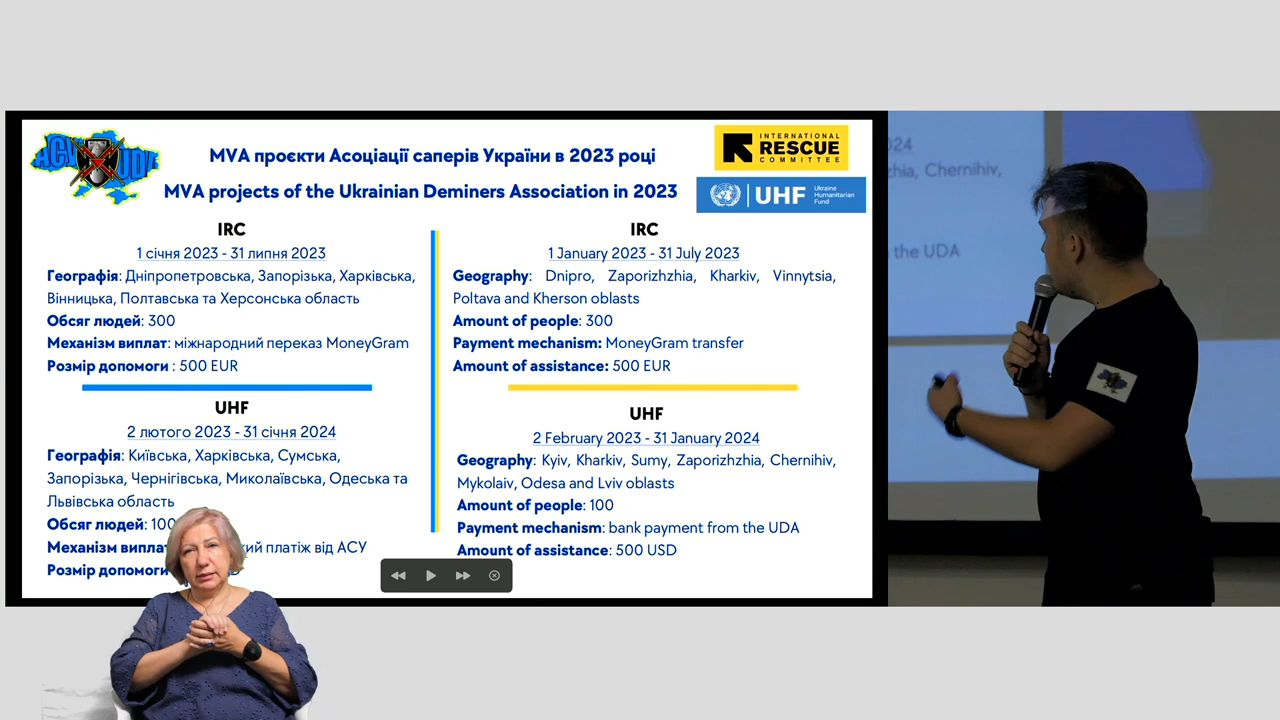 АСУ UDA
MVA проєкти Асоціації саперів України в 2023 році
MVA projects of the Ukrainian Deminers Association in 2023
INTERNATIONAL
RESCUE
COMMITTEE
UHF
Ukraine
Humanitarian
Fund
IRC
1 січня 2023 - 31 липня 2023
Географія: Дніпропетровська, Запорізька, Харківська,
Вінницька, Полтавська та Херсонська область
Обсяг людей: 300
Механізм виплат: міжнародний переказ MoneyGram
Розмір допомоги : 500 EUR
UHF
2 лютого 2023 - 31 січня 2024
Географія: Київська, Харківська, Сумська,
Запорізька, Чернігівська, Миколаївська, Одеська та
Львівська область
Обсяг людей: 100
Механізм виплат платіж від АСУ
Розмір допомоги
IRC
1 January 2023 - 31 July 2023
Geography: Dnipro, Zaporizhzhia, Kharkiv, Vinnytsia,
Poltava and Kherson oblasts
Amount of people: 300
Payment mechanism: MoneyGram transfer
Amount of assistance: 500 EUR
UHF
2 February 2023 - 31 January 2024
Geography: Kyiv, Kharkiv, Sumy, Zaporizhzhia, Chernihiv,
Mykolaiv, Odesa and Lviv oblasts
Amount of people: 100
Payment mechanism: bank payment from the UDA
Amount of assistance: 500 USD
Chernihiv,
the UDA